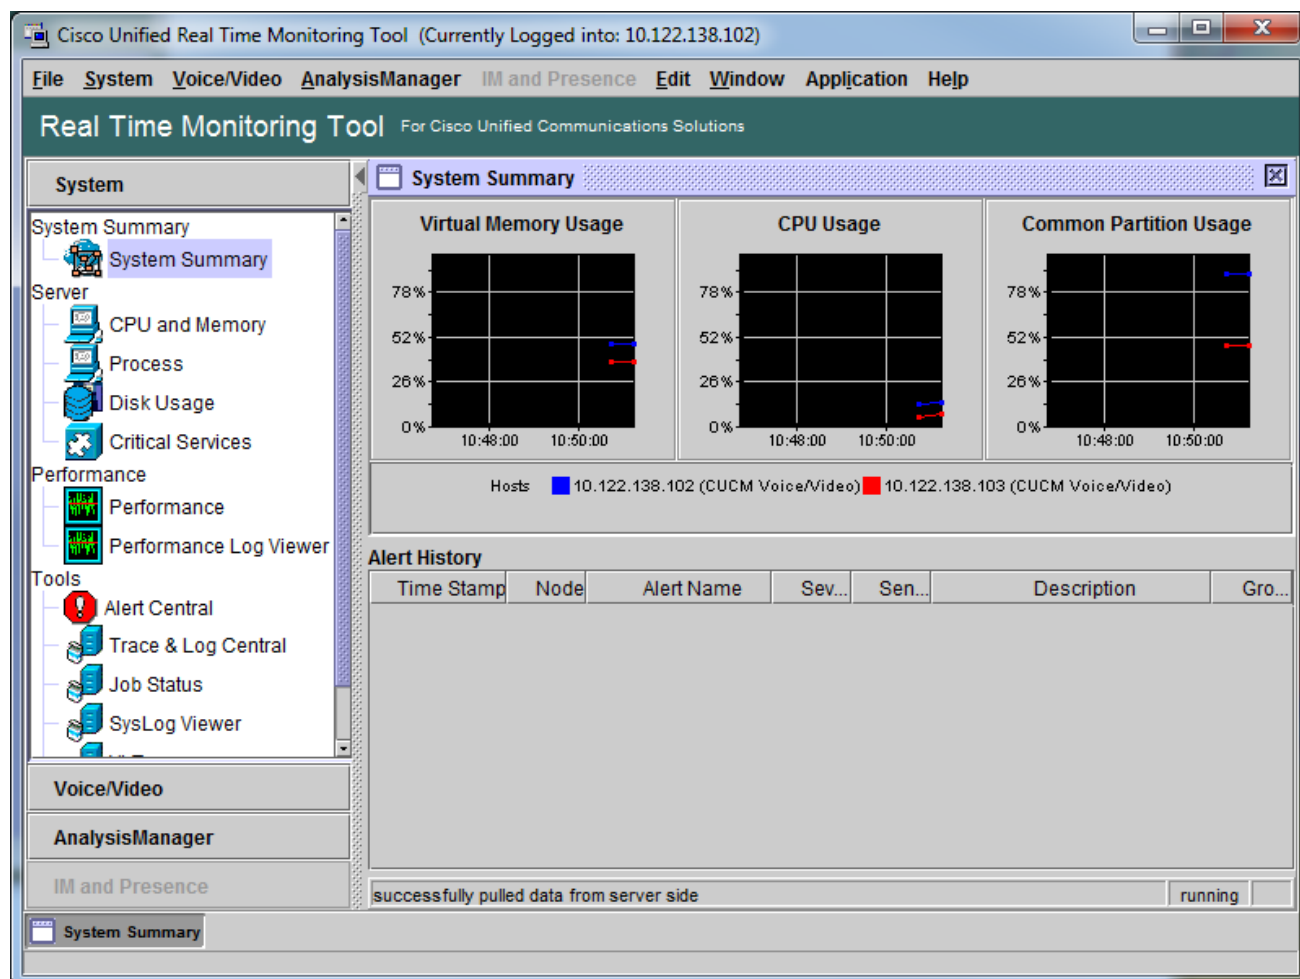 Cisco Unified Real Time Monitoring Tool (Currently Logged into: 10.122.138.102)
File System Voice/Video AnalysisManager IM and Presence Edit Window Application Help
Real Time Monitoring Tool For Cisco Unified Communications Solutions
System
System Summary
System Summary
Server
CPU and Memory
Process
Disk Usage
Critical Services
Performance
Performance
Performance Log Viewer
Tools
Alert Central
Trace & Log Central
Job Status
SysLog Viewer
Voice/Video
AnalysisManager
IM and Presence
System Summary
Virtual Memory Usage
78%
52%
26%
0%
10:48:00 10:50:00
CPU Usage
78%
52%
26%
0%
10:48:00 10:50:00
Common Partition Usage
78%
52%
26%
0%
10:48:00 10:50:00
Hosts 10.122.138.102 (CUCM Voice/Video) 10.122.138.103 (CUCM Voice/Video)
Alert History
Time Stamp Node Alert Name Sev... Sen... Description Gro...
successfully pulled data from server side running
System Summary